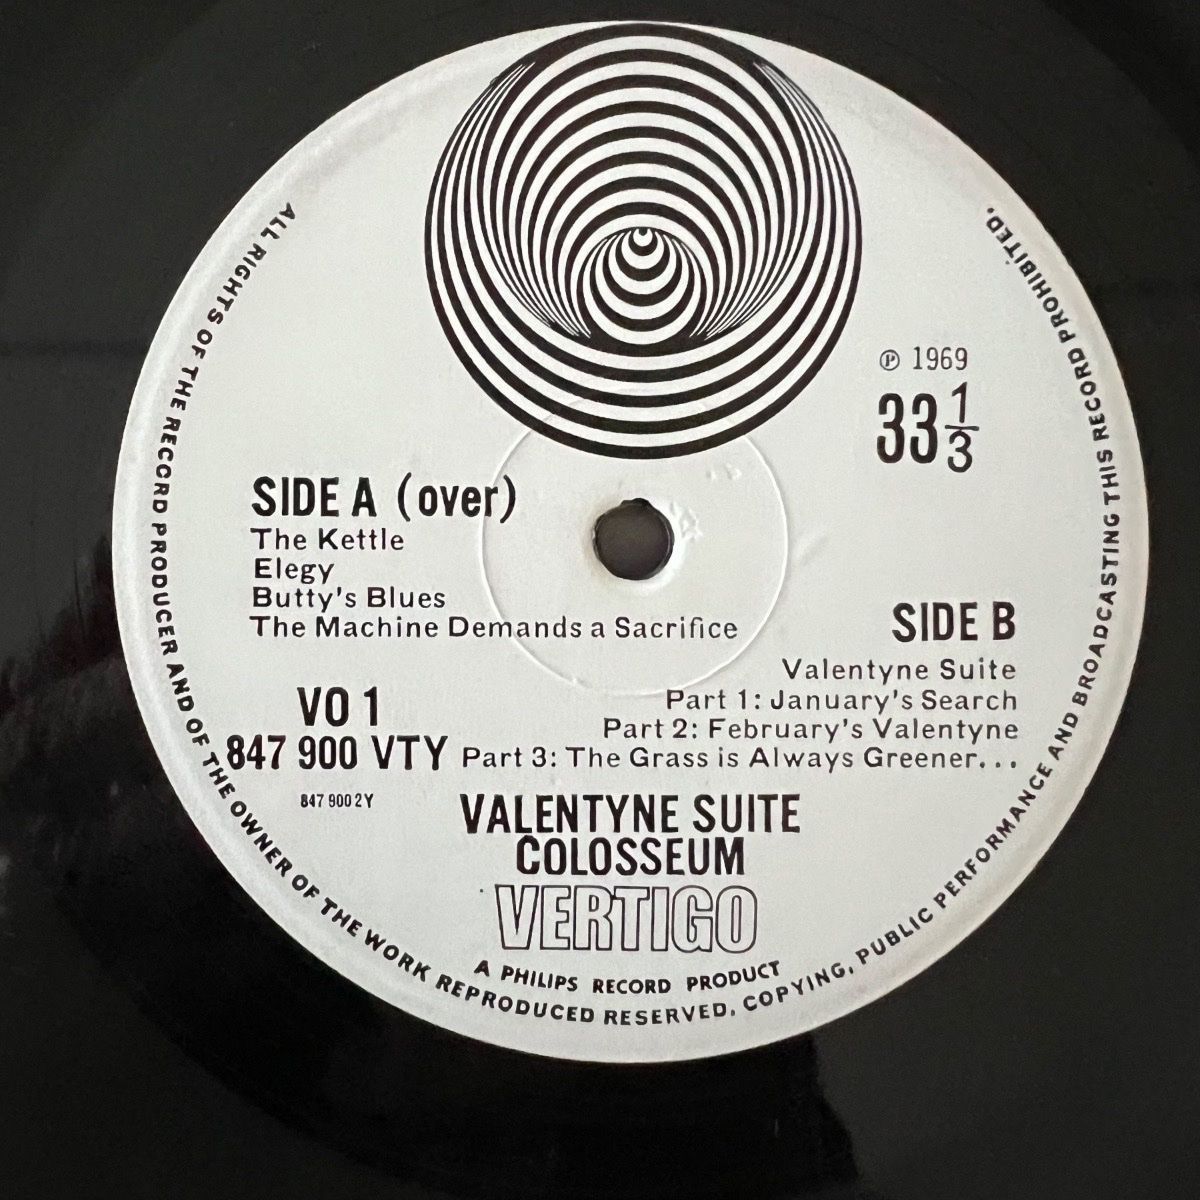 ℗ 1969
33 1/3
SIDE A (over)
The Kettle
Elegy
Butty's Blues
The Machine Demands a Sacrifice
SIDE B
Valentyne Suite
Part 1: January's Search
Part 2: February's Valentyne
Part 3: The Grass is Always Greener...
VO 1
847 900 VTY
847 900 2Y
VALENTYNE SUITE
COLOSSEUM
VERTIGO
A PHILIPS RECORD PRODUCT
ALL RIGHTS OF THE RECORD PRODUCER AND OF THE OWNER OF THE WORK REPRODUCED RESERVED. COPYING, PUBLIC PERFORMANCE AND BROADCASTING THIS RECORD PROHIBITED.